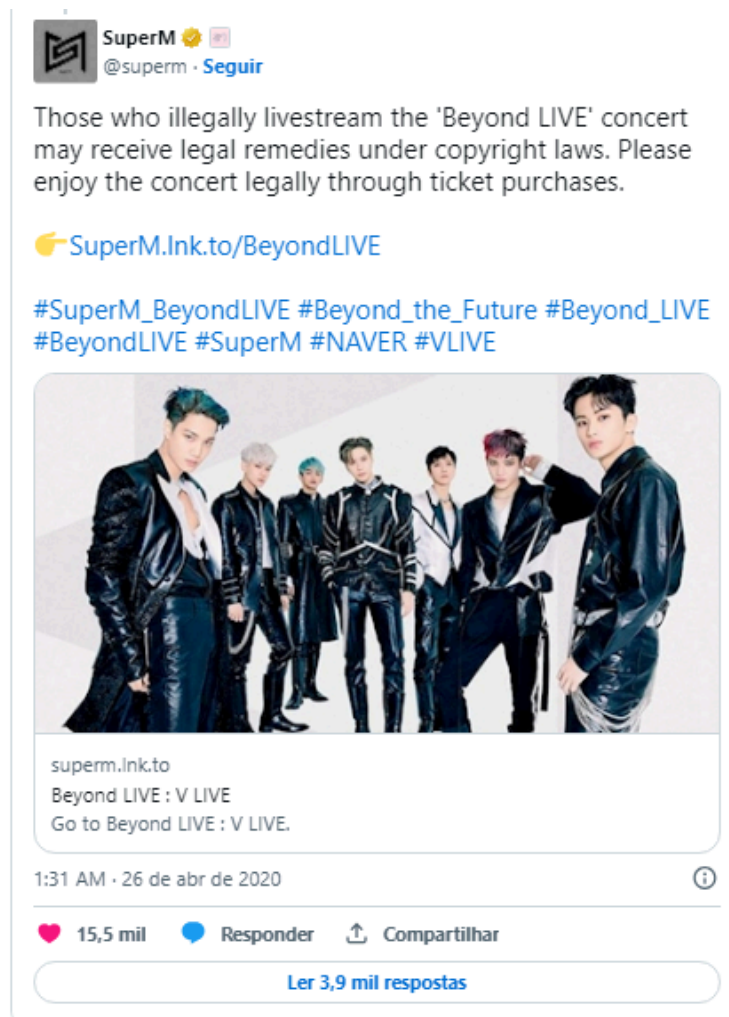 SuperM
@superm · Seguir
Those who illegally livestream the 'Beyond LIVE' concert
may receive legal remedies under copyright laws. Please
enjoy the concert legally through ticket purchases.
👉SuperM.lnk.to/BeyondLIVE
#SuperM_BeyondLIVE #Beyond_the_Future #Beyond_LIVE
#BeyondLIVE #SuperM #NAVER #VLIVE
superm.lnk.to
Beyond LIVE : V LIVE
Go to Beyond LIVE : V LIVE.
1:31 AM · 26 de abr de 2020
15,5 mil Responder Compartilhar
Ler 3,9 mil respostas